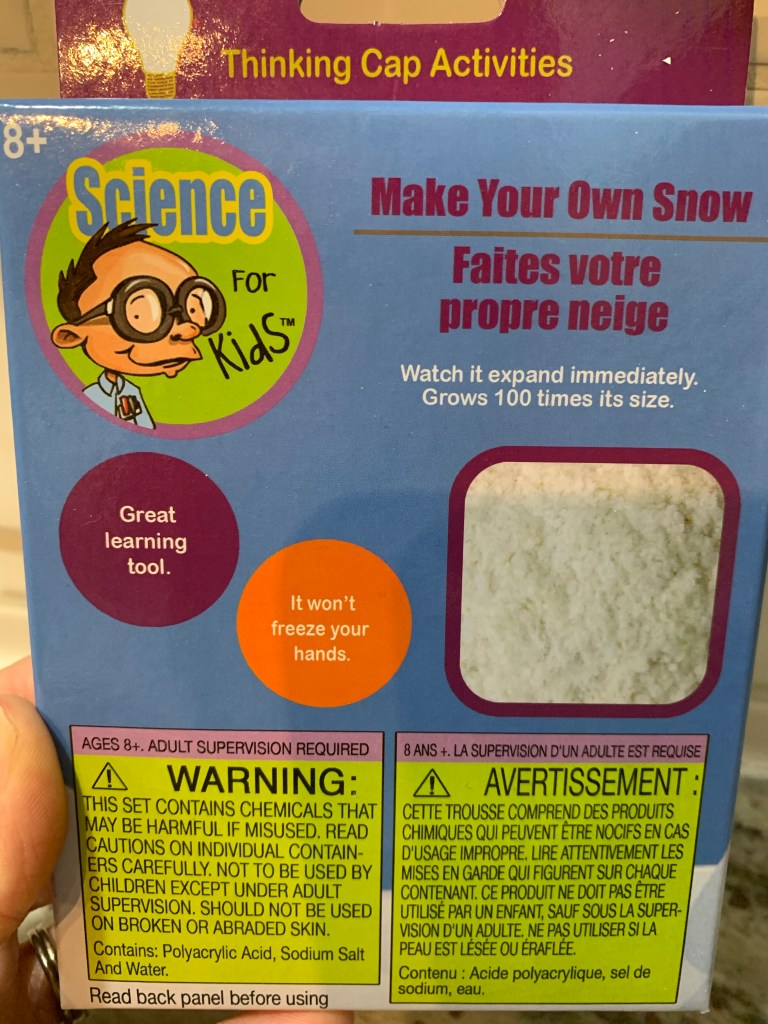 Thinking Cap Activities
8+
Science
FOR
KidS™
Make Your Own Snow
Faites votre
propre neige
Watch it expand immediately.
Grows 100 times its size.
Great
learning
tool.
It won't
freeze your
hands.
AGES 8+. ADULT SUPERVISION REQUIRED
WARNING:
THIS SET CONTAINS CHEMICALS THAT
MAY BE HARMFUL IF MISUSED. READ
CAUTIONS ON INDIVIDUAL CONTAIN-
ERS CAREFULLY. NOT TO BE USED BY
CHILDREN EXCEPT UNDER ADULT
SUPERVISION. SHOULD NOT BE USED
ON BROKEN OR ABRADED SKIN.
Contains: Polyacrylic Acid, Sodium Salt
And Water.
Read back panel before using
8 ANS +. LA SUPERVISION D'UN ADULTE EST REQUISE
AVERTISSEMENT :
CETTE TROUSSE COMPREND DES PRODUITS
CHIMIQUES QUI PEUVENT ÊTRE NOCIFS EN CAS
D'USAGE IMPROPRE. LIRE ATTENTIVEMENT LES
MISES EN GARDE QUI FIGURENT SUR CHAQUE
CONTENANT. CE PRODUIT NE DOIT PAS ÊTRE
UTILISÉ PAR UN ENFANT, SAUF SOUS LA SUPER-
VISION D'UN ADULTE. NE PAS UTILISER SI LA
PEAU EST LÉSÉE OU ÉRAFLÉE.
Contenu : Acide polyacrylique, sel de
sodium, eau.